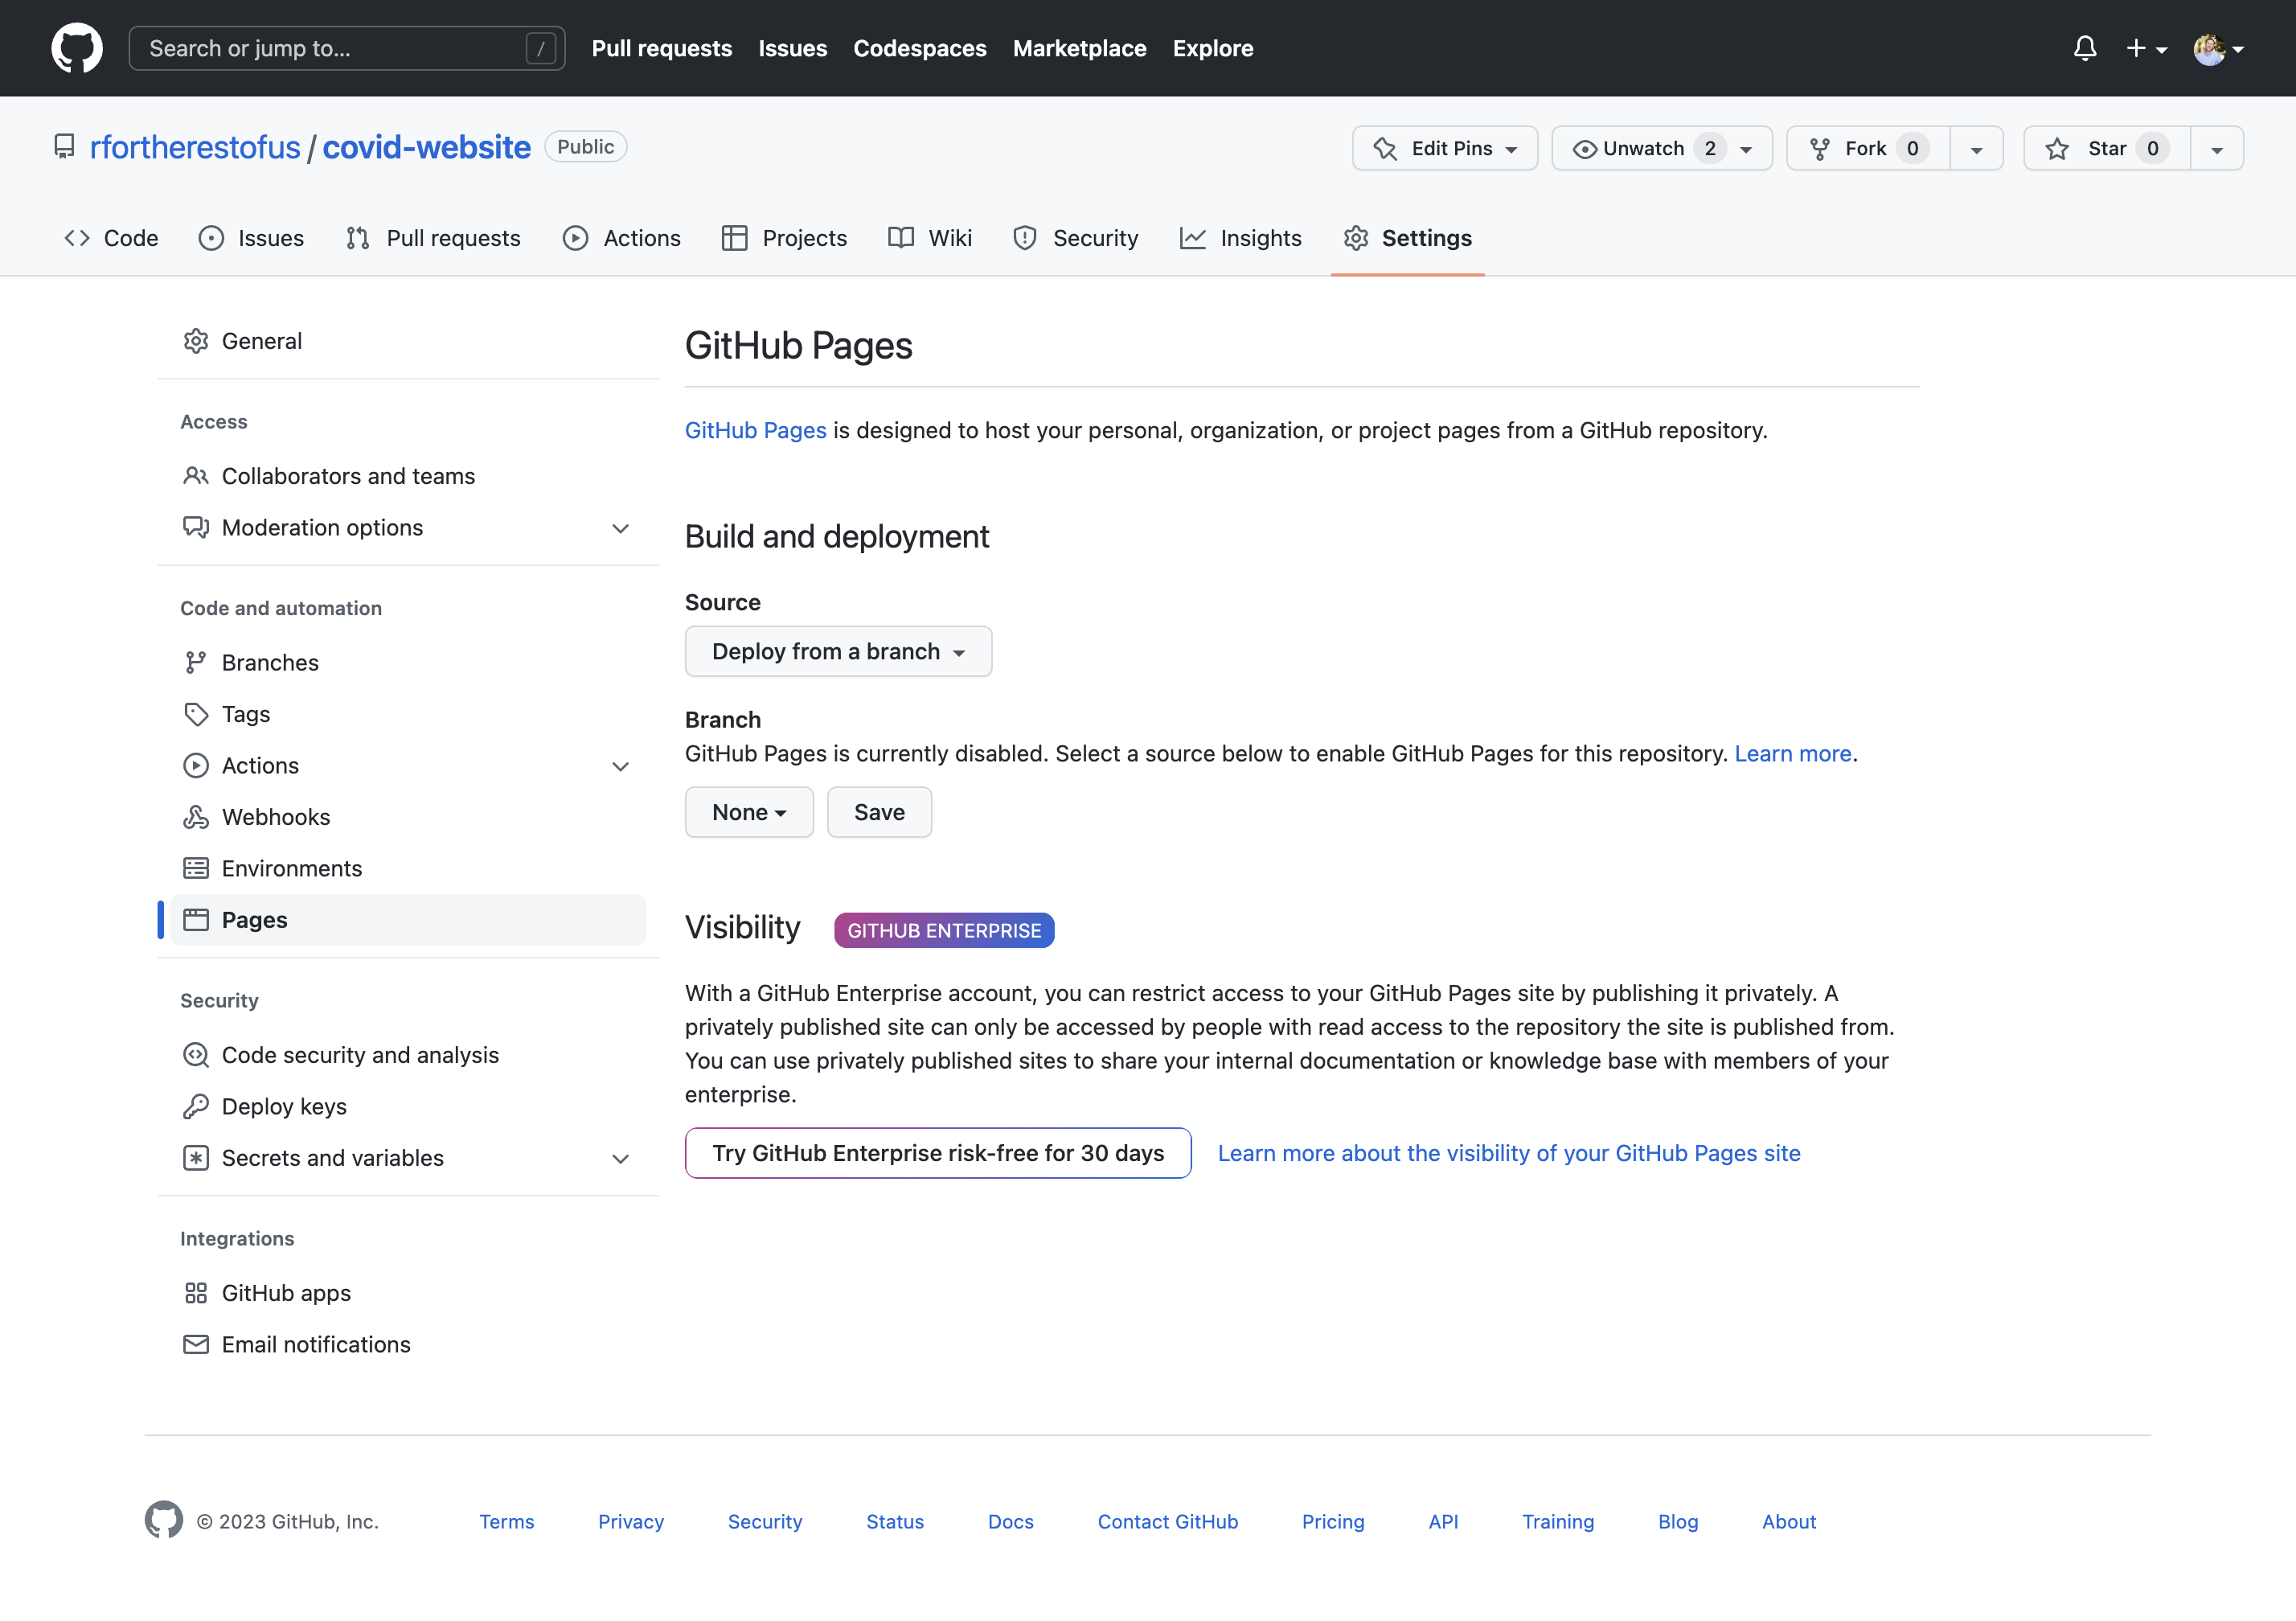 Search or jump to... /
Pull requests Issues Codespaces Marketplace Explore
rfortherestofus / covid-website Public
Edit Pins Unwatch 2 Fork 0 Star 0
Code Issues Pull requests Actions Projects Wiki Security Insights Settings
General
Access
Collaborators and teams
Moderation options
Code and automation
Branches
Tags
Actions
Webhooks
Environments
Pages
Security
Code security and analysis
Deploy keys
Secrets and variables
Integrations
GitHub apps
Email notifications
GitHub Pages
GitHub Pages is designed to host your personal, organization, or project pages from a GitHub repository.
Build and deployment
Source
Deploy from a branch
Branch
GitHub Pages is currently disabled. Select a source below to enable GitHub Pages for this repository. Learn more.
None Save
Visibility GITHUB ENTERPRISE
With a GitHub Enterprise account, you can restrict access to your GitHub Pages site by publishing it privately. A
privately published site can only be accessed by people with read access to the repository the site is published from.
You can use privately published sites to share your internal documentation or knowledge base with members of your
enterprise.
Try GitHub Enterprise risk-free for 30 days Learn more about the visibility of your GitHub Pages site
© 2023 GitHub, Inc. Terms Privacy Security Status Docs Contact GitHub Pricing API Training Blog About